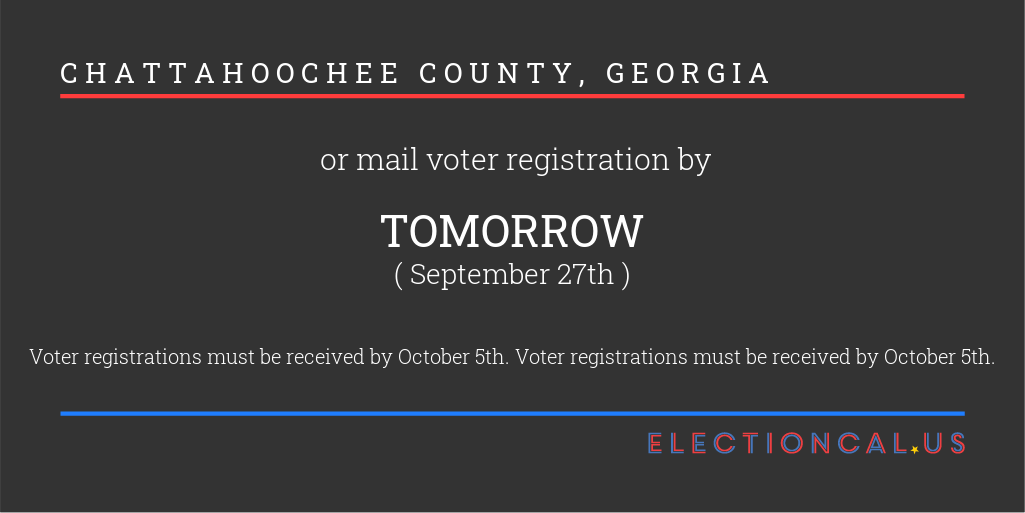 CHATTAHOOCHEE COUNTY, GEORGIA
or mail voter registration by
TOMORROW
( September 27th )
Voter registrations must be received by October 5th. Voter registrations must be received by October 5th.
ELECTIONCAL.US